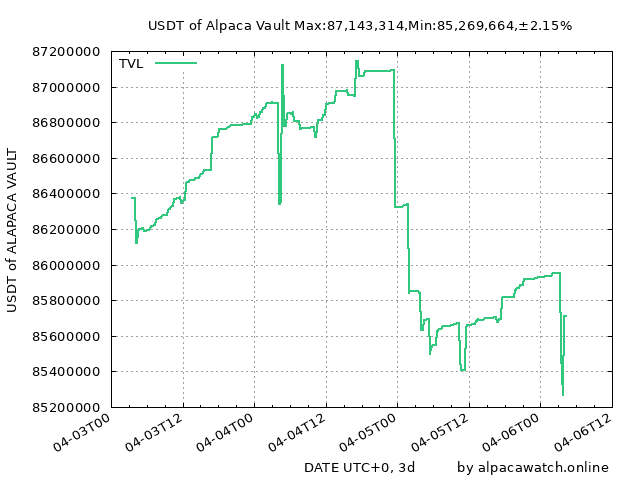 USDT of Alpaca Vault Max:87,143,314,Min:85,269,664,±2.15%
TVL
87200000
87000000
86800000
86600000
86400000
86200000
86000000
85800000
85600000
85400000
85200000
USDT of ALAPACA VAULT
04-03T00
04-03T12
04-04T00
04-04T12
04-05T00
04-05T12
04-06T00
04-06T12
DATE UTC+0, 3d
by alpacawatch.online